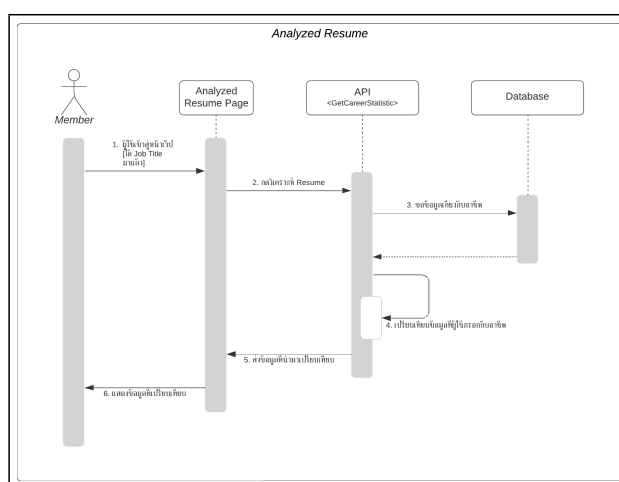 Analyzed Resume
Member
Analyzed
Resume Page
API
<GetCareerStatistic>
Database
1. ผู้ใช้เข้าสู่หน้าเว็ป
[ได้ Job Title
มาแล้ว]
2. กดวิเคราะห์ Resume
3. ขอข้อมูลเกี่ยวกับอาชีพ
4. เปรียบเทียบข้อมูลที่ผู้ใช้กรอกกับอาชีพ
5. ส่งข้อมูลที่นำมาเปรียบเทียบ
6. แสดงข้อมูลที่เปรียบเทียบ